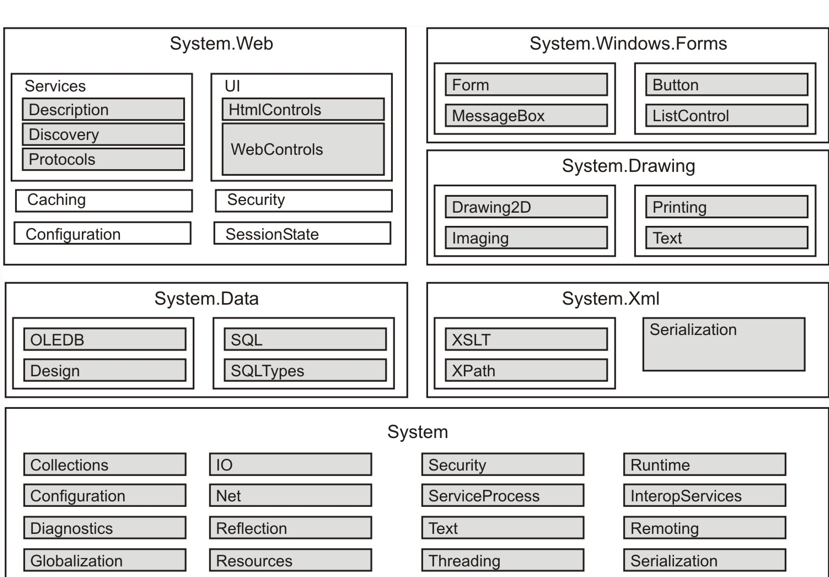 System.Web
Services
Description
Discovery
Protocols
UI
HtmlControls
WebControls
Caching
Security
Configuration
SessionState
System.Windows.Forms
Form
MessageBox
Button
ListControl
System.Drawing
Drawing2D
Imaging
Printing
Text
System.Data
OLEDB
Design
SQL
SQLTypes
System.Xml
XSLT
XPath
Serialization
System
Collections
Configuration
Diagnostics
Globalization
IO
Net
Reflection
Resources
Security
ServiceProcess
Text
Threading
Runtime
InteropServices
Remoting
Serialization